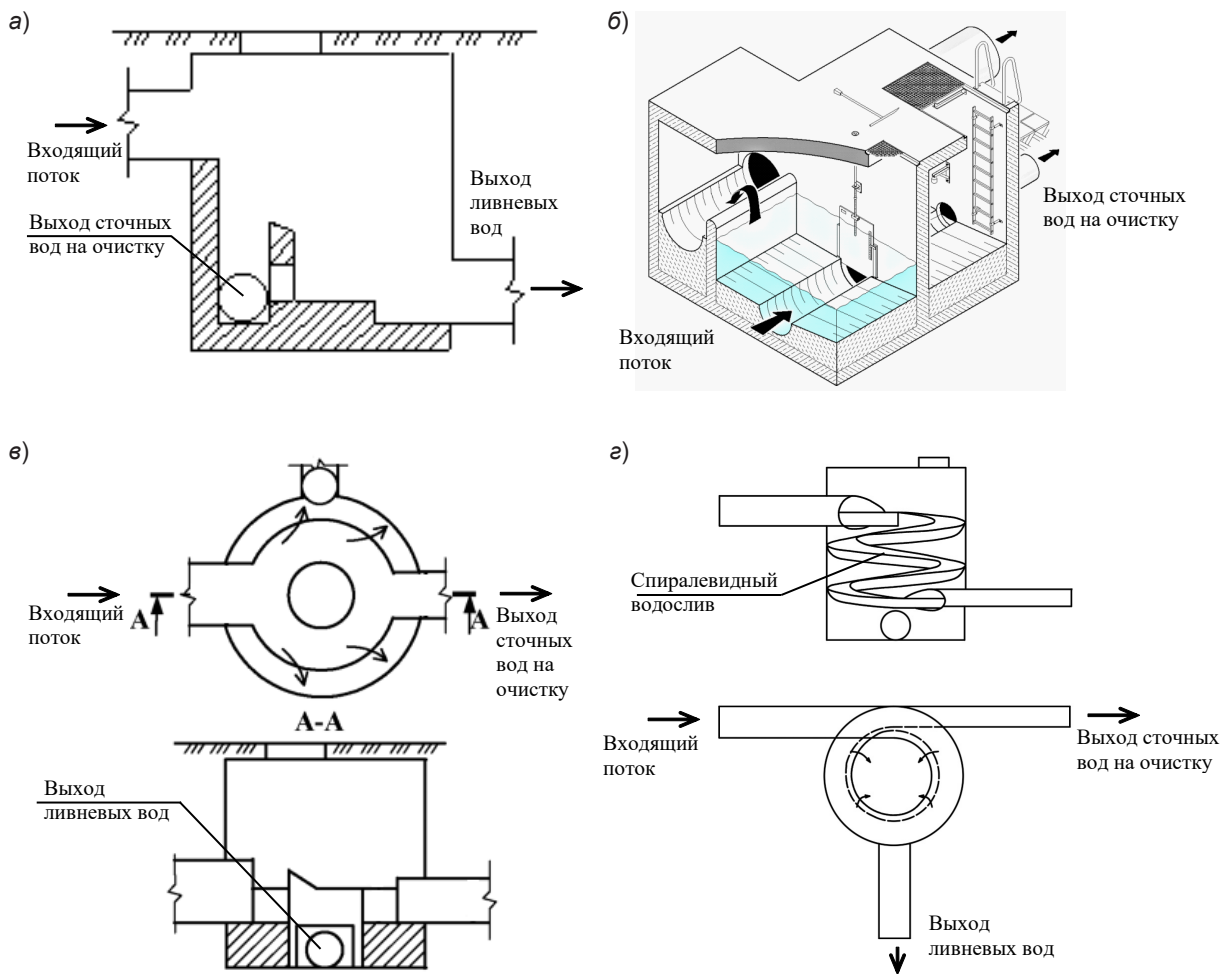 а)
Входящий
поток
Выход сточных
вод на очистку
Выход
ливневых
вод
б)
Выход сточных
вод на очистку
Входящий
поток
в)
Входящий
поток
А
А
Выход
сточных
вод на
очистку
А-А
Выход
ливневых вод
г)
Спиралевидный
водослив
Входящий
поток
Выход сточных
вод на очистку
Выход
ливневых вод